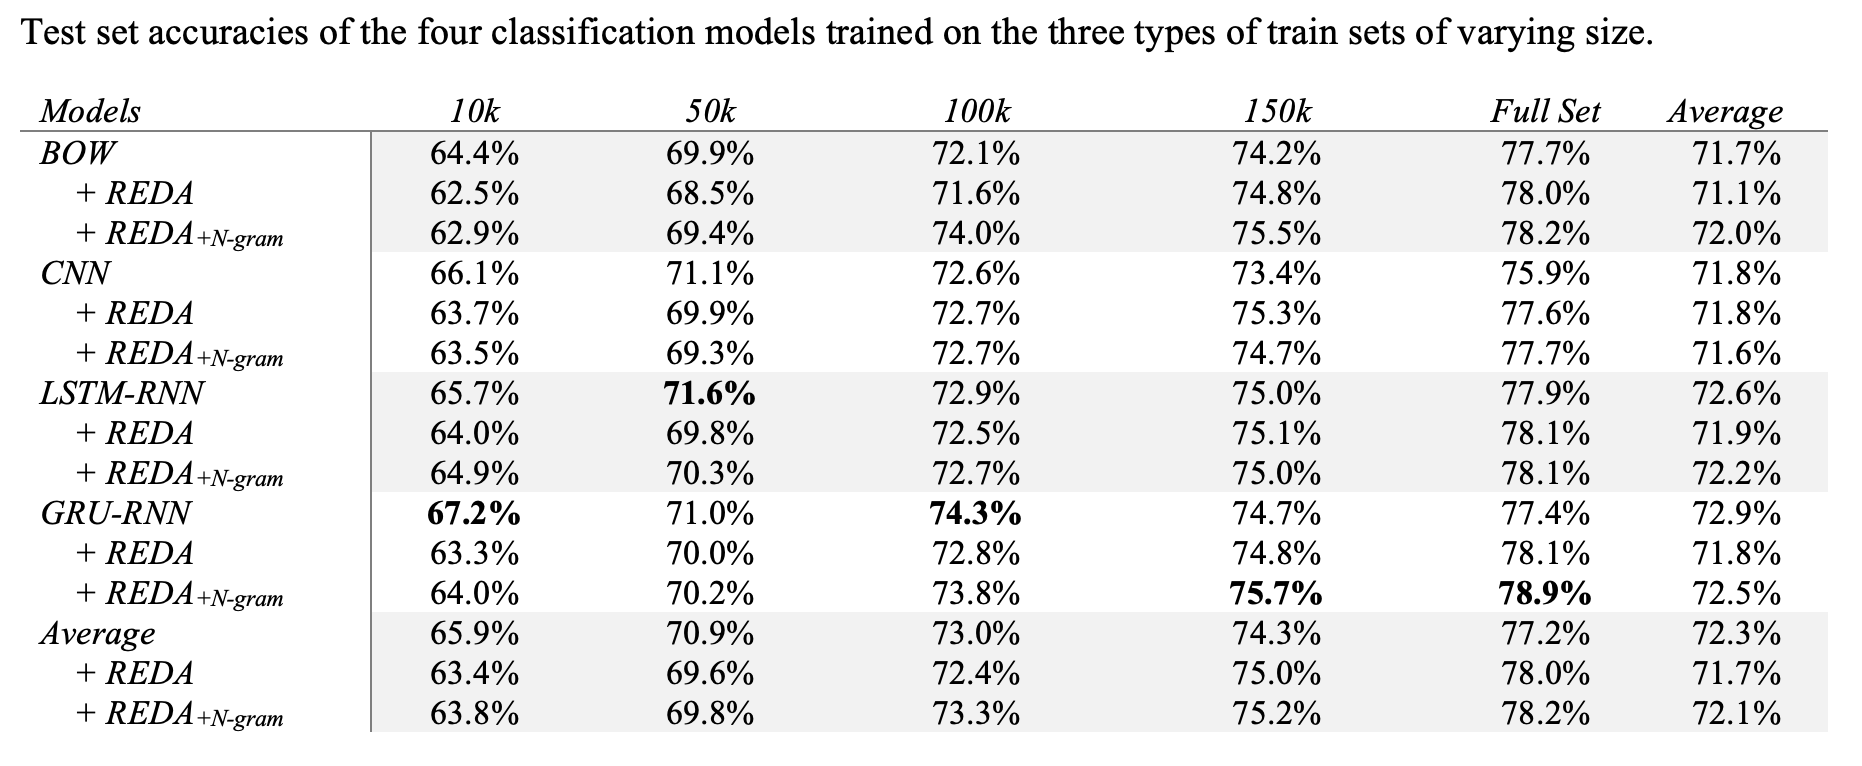 Test set accuracies of the four classification models trained on the three types of train sets of varying size.
Models 10k 50k 100k 150k Full Set Average
BOW 64.4% 69.9% 72.1% 74.2% 77.7% 71.7%
+ REDA 62.5% 68.5% 71.6% 74.8% 78.0% 71.1%
+ REDA+N-gram 62.9% 69.4% 74.0% 75.5% 78.2% 72.0%
CNN 66.1% 71.1% 72.6% 73.4% 75.9% 71.8%
+ REDA 63.7% 69.9% 72.7% 75.3% 77.6% 71.8%
+ REDA+N-gram 63.5% 69.3% 72.7% 74.7% 77.7% 71.6%
LSTM-RNN 65.7% 71.6% 72.9% 75.0% 77.9% 72.6%
+ REDA 64.0% 69.8% 72.5% 75.1% 78.1% 71.9%
+ REDA+N-gram 64.9% 70.3% 72.7% 75.0% 78.1% 72.2%
GRU-RNN 67.2% 71.0% 74.3% 74.7% 77.4% 72.9%
+ REDA 63.3% 70.0% 72.8% 74.8% 78.1% 71.8%
+ REDA+N-gram 64.0% 70.2% 73.8% 75.7% 78.9% 72.5%
Average 65.9% 70.9% 73.0% 74.3% 77.2% 72.3%
+ REDA 63.4% 69.6% 72.4% 75.0% 78.0% 71.7%
+ REDA+N-gram 63.8% 69.8% 73.3% 75.2% 78.2% 72.1%